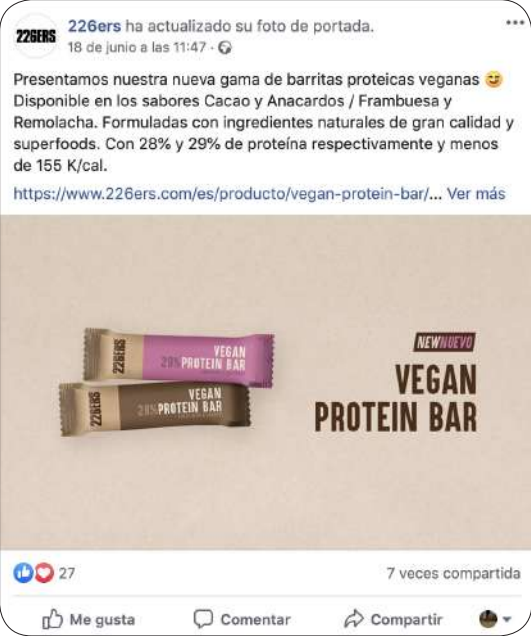 226ERS
226ers ha actualizado su foto de portada.
18 de junio a las 11:47 ·
Presentamos nuestra nueva gama de barritas proteicas veganas
Disponible en los sabores Cacao y Anacardos / Frambuesa y
Remolacha. Formuladas con ingredientes naturales de gran calidad y
superfoods. Con 28% y 29% de proteína respectivamente y menos
de 155 K/cal.
https://www.226ers.com/es/producto/vegan-protein-bar/... Ver más
226ERS
VEGAN
29% PROTEIN BAR
226ERS
VEGAN
28% PROTEIN BAR
NEWNUEVO
VEGAN
PROTEIN BAR
27
7 veces compartida
Me gusta
Comentar
Compartir